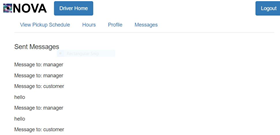 NOVA Driver Home Logout
View Pickup Schedule Hours Profile Messages
Sent Messages
Message to: manager
Message to: manager
Message to: customer
hello
Message to: manager
hello
Message to: customer